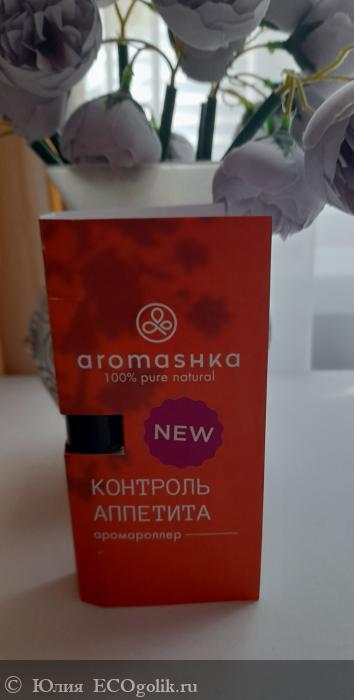 aromashka
100% pure natural
NEW
КОНТРОЛЬ
АППЕТИТА
аромароллер
© Юлия ECOgolik.ru